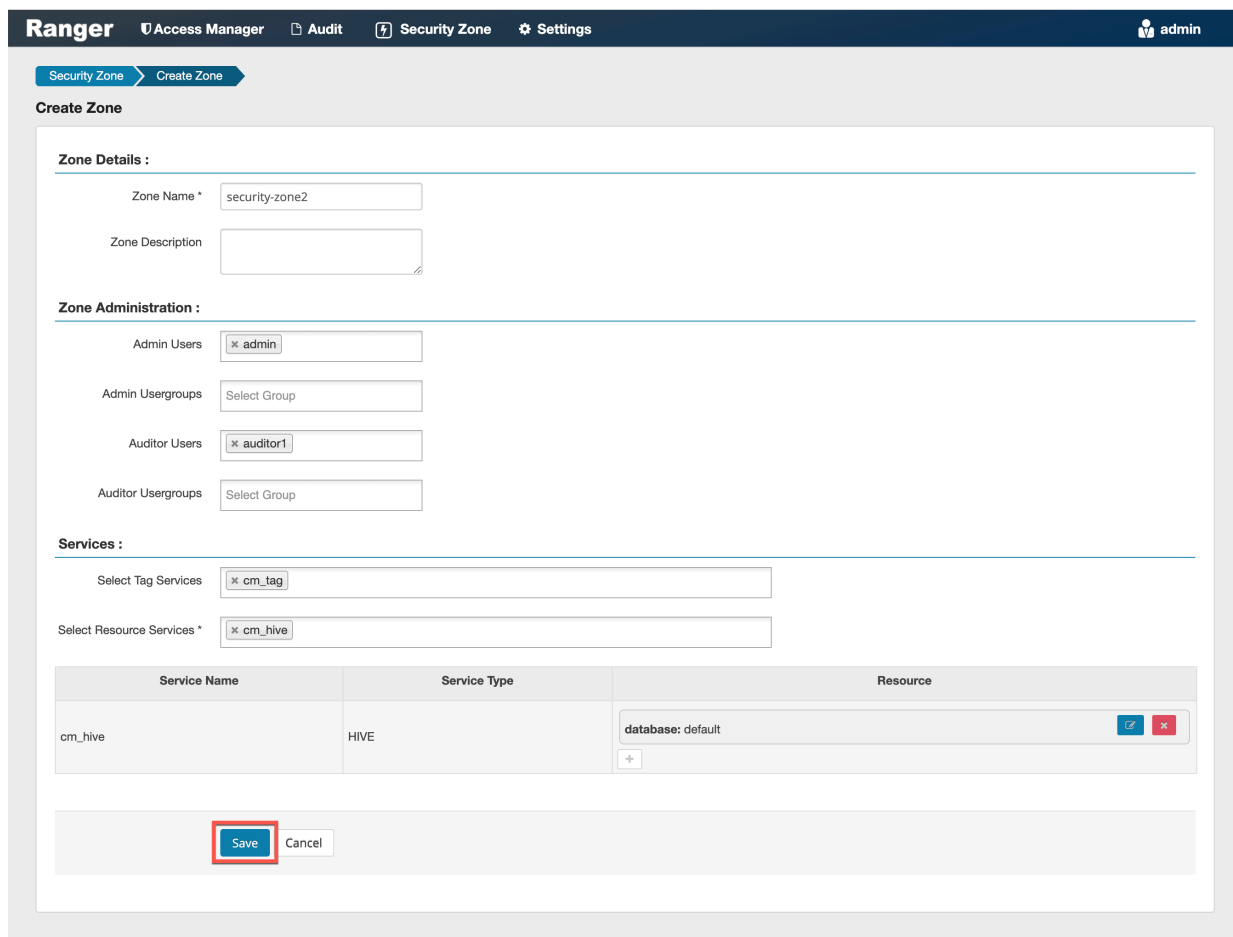 Ranger Access Manager Audit Security Zone Settings admin
Security Zone Create Zone
Create Zone
Zone Details :
Zone Name * security-zone2
Zone Description
Zone Administration :
Admin Users × admin
Admin Usergroups Select Group
Auditor Users × auditor1
Auditor Usergroups Select Group
Services :
Select Tag Services × cm_tag
Select Resource Services * × cm_hive
Service Name Service Type Resource
cm_hive HIVE database: default
+
Save Cancel